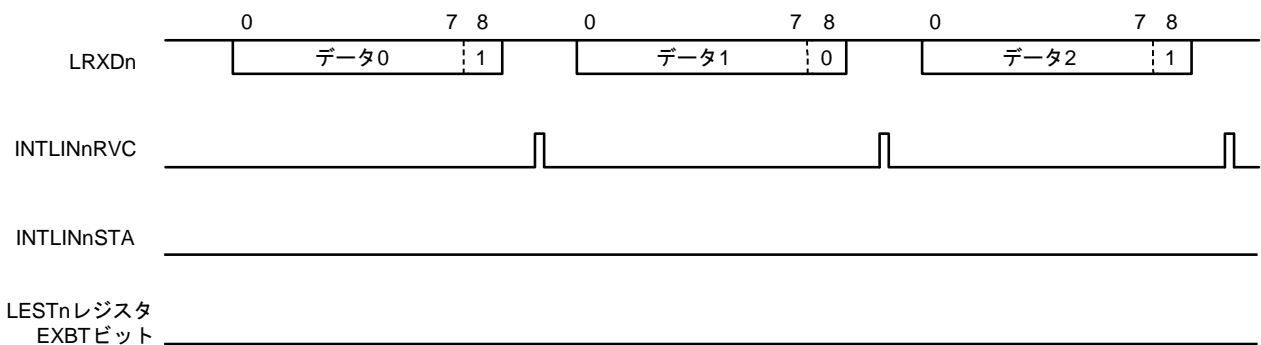 0 7 8 0 7 8 0 7 8
LRXDn データ0 1 データ1 0 データ2 1
INTLINnRVC
INTLINnSTA
LESTnレジスタ
EXBTビット